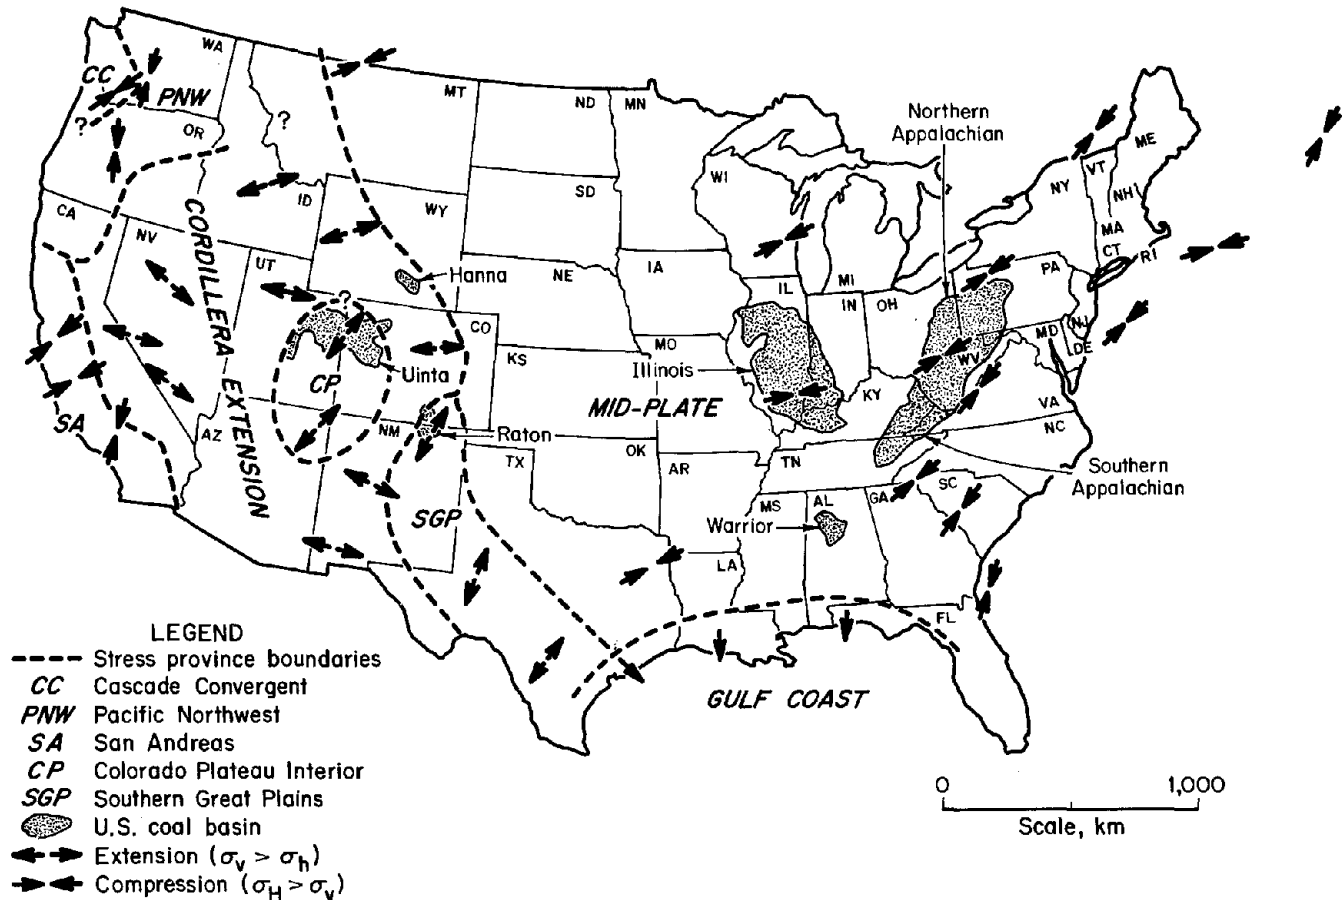 WA
CC
PNW
?
OR
?
MT
ND
MN
Northern
Appalachian
ME
VT
NY
NH
MA
CT
RI
WI
SD
ID
WY
CA
NV
CORDILLERA
EXTENSION
UT
Hanna
NE
IA
MI
PA
?
CO
IL
IN
OH
NJ
MD
DE
KS
MO
Illinois
WV
CP
Uinta
MID-PLATE
KY
VA
SA
AZ
NM
Raton
OK
NC
TX
AR
TN
Southern
Appalachian
SC
SGP
MS
AL
GA
Warrior
LA
FL
GULF COAST
LEGEND
Stress province boundaries
CC Cascade Convergent
PNW Pacific Northwest
SA San Andreas
CP Colorado Plateau Interior
SGP Southern Great Plains
U.S. coal basin
Extension (σv > σh)
Compression (σH > σv)
0 1,000
Scale, km